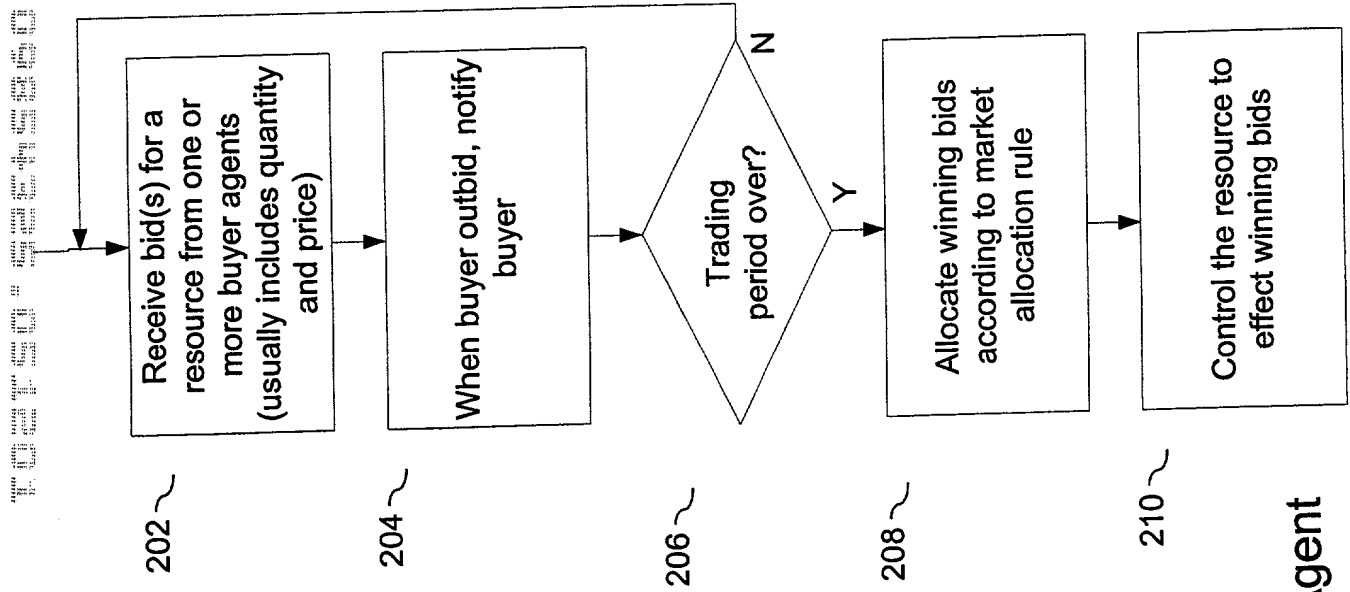 202
Receive bid(s) for a
resource from one or
more buyer agents
(usually includes quantity
and price)
204
When buyer outbid, notify
buyer
206
Trading
period over?
N
Y
208
Allocate winning bids
according to market
allocation rule
210
Control the resource to
effect winning bids